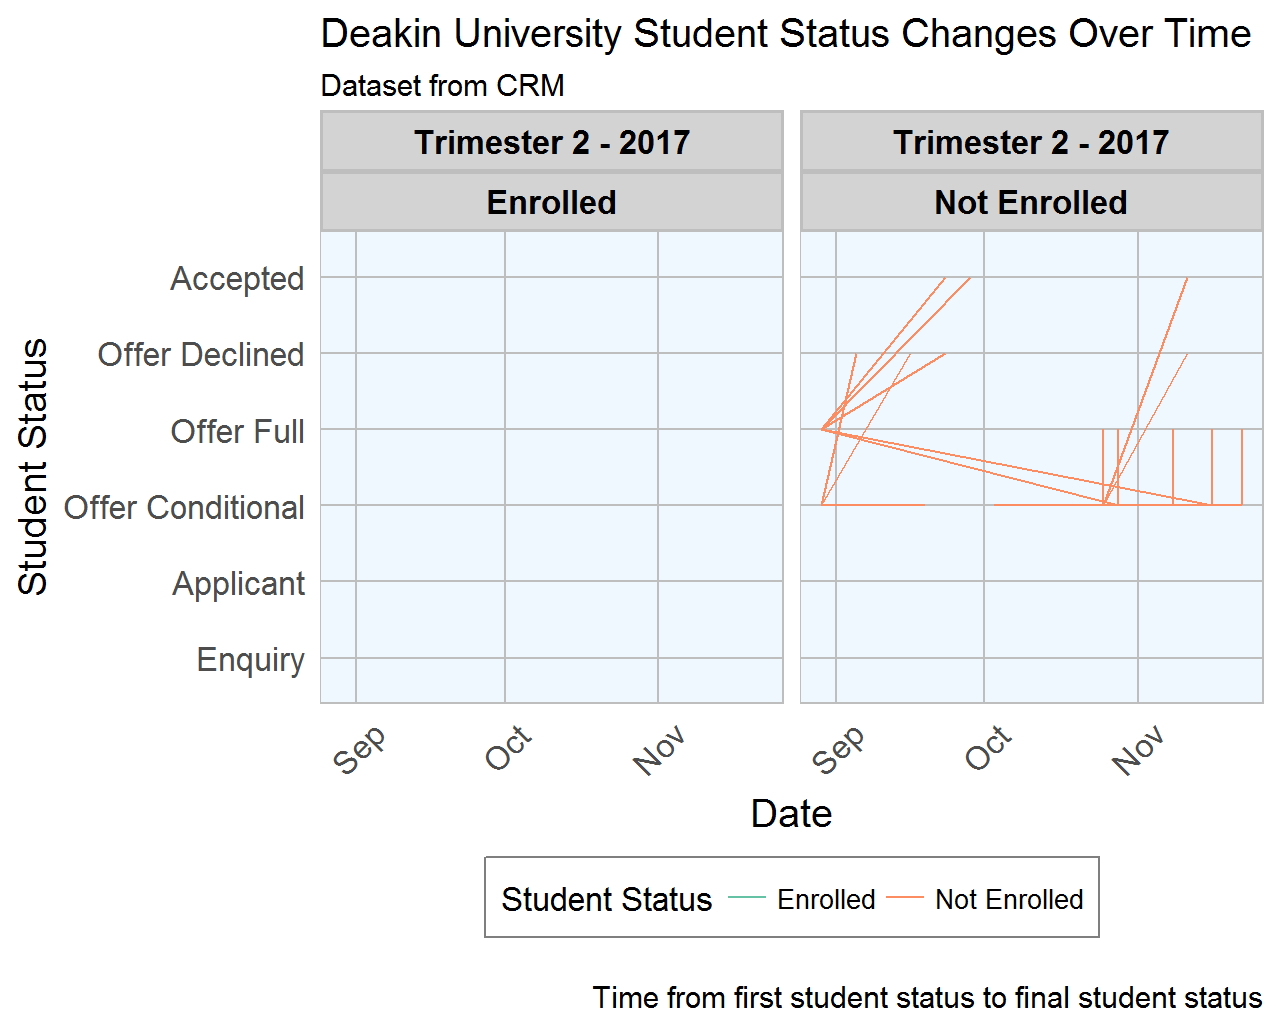 Deakin University Student Status Changes Over Time
Dataset from CRM
Trimester 2 - 2017
Trimester 2 - 2017
Enrolled
Not Enrolled
Student Status
Accepted
Offer Declined
Offer Full
Offer Conditional
Applicant
Enquiry
Sep
Oct
Nov
Sep
Oct
Nov
Date
Student Status Enrolled Not Enrolled
Time from first student status to final student status